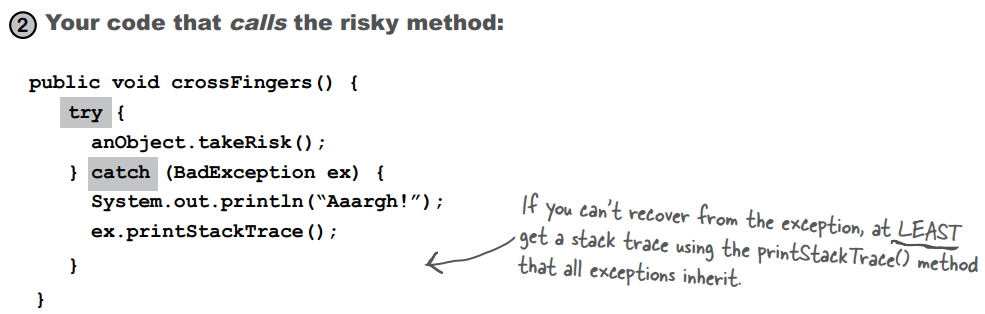 2 Your code that calls the risky method:
public void crossFingers() {
try {
anObject.takeRisk();
} catch (BadException ex) {
System.out.println(“Aaargh!”);
ex.printStackTrace();
}
}
If you can't recover from the exception, at LEAST
get a stack trace using the printStackTrace() method
that all exceptions inherit.